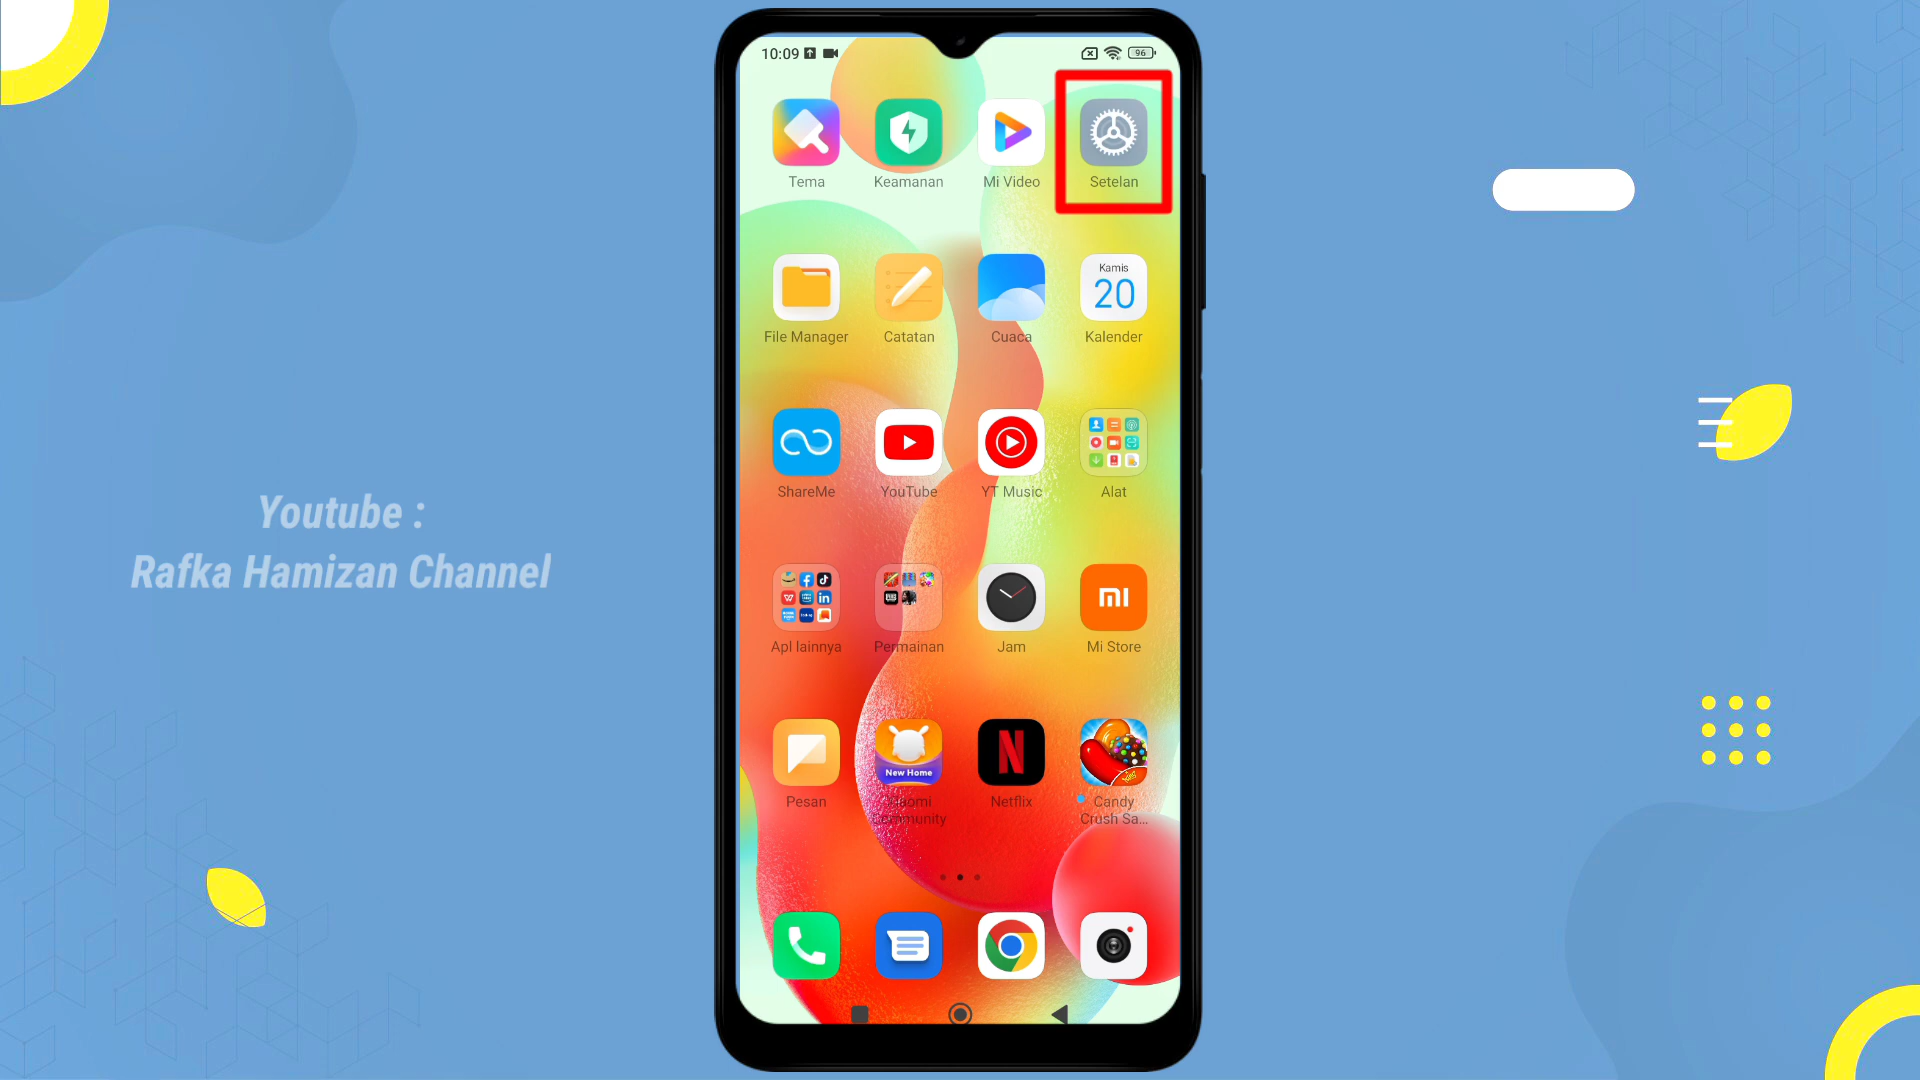 10:09
96
Tema
Keamanan
Mi Video
Setelan
File Manager
Catatan
Cuaca
Kamis
20
Kalender
ShareMe
YouTube
YT Music
Alat
Apl lainnya
Permainan
Jam
mi
Mi Store
Pesan
New Home
Xiaomi
Community
N
Netflix
Candy
Crush Sa...
Youtube :
Rafka Hamizan Channel